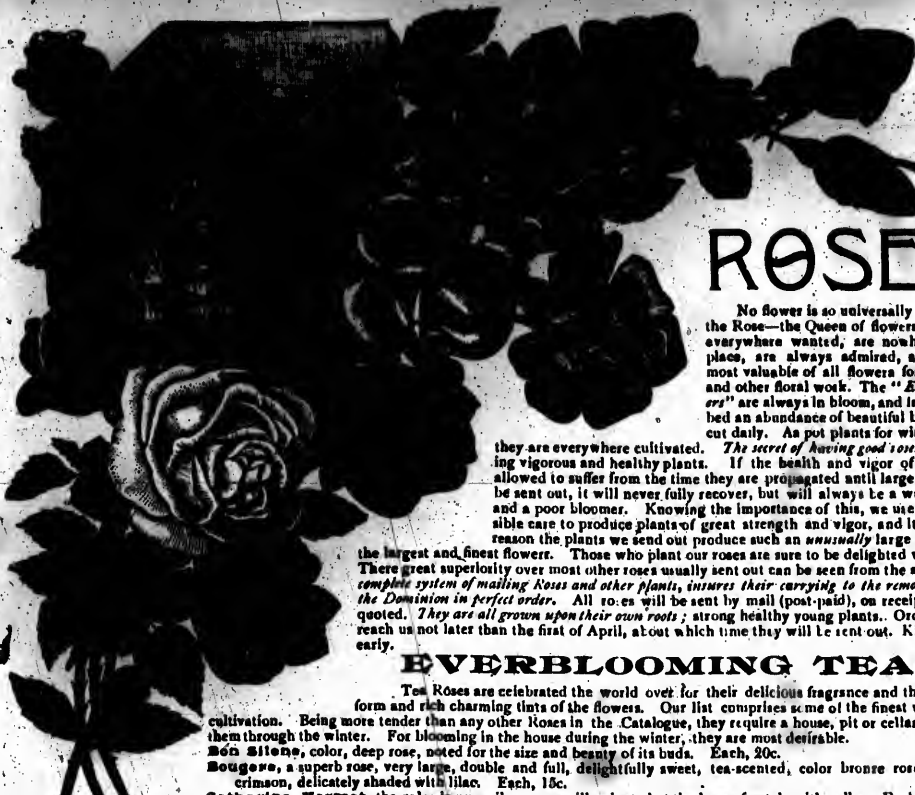 ROSE
No flower is so universally
the Rose—the Queen of flower
everywhere wanted, are nowh
place, are always admired, a
most valuable of all flowers fo
and other floral work. The "E
ers" are always in bloom, and i
bed an abundance of beautiful
cut daily. As pot plants for wi
they are everywhere cultivated. The secret of having good rose
ing vigorous and healthy plants. If the health and vigor of
allowed to suffer from the time they are propagated until large
be sent out, it will never fully recover, but will always be a w
and a poor bloomer. Knowing the importance of this, we use
sible care to produce plants of great strength and vigor, and i
reason the plants we send out produce such an unusually large
the largest and finest flowers. Those who plant our roses are sure to be delighted
There great superiority over most other roses usually sent out can be seen from the
complete system of mailing Roses and other plants, insures their carrying to the remo
the Dominion in perfect order. All roses will be sent by mail (post-paid), on recei
quoted. They are all grown upon their own roots; strong healthy young plants. Or
reach us not later than the first of April, about which time they will be sent out. K
early.
EVERBLOOMING TEA
Tea Roses are celebrated the world over for their delicious fragrance and th
form and rich charming tints of the flowers. Our list comprises some of the finest
cultivation. Being more tender than any other Roses in the Catalogue, they require a house, pit or cellar
them through the winter. For blooming in the house during the winter, they are most desirable.
Bon Silene, color, deep rose, noted for the size and beauty of its buds. Each, 20c.
Bougere, a superb rose, very large, double and full, delightfully sweet, tea-scented, color bronze ros
crimson, delicately shaded with lilac. Each, 15c.